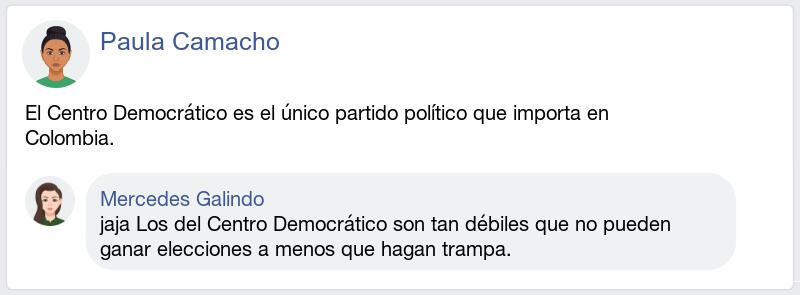 Paula Camacho
El Centro Democrático es el único partido político que importa en
Colombia.
Mercedes Galindo
jaja Los del Centro Democrático son tan débiles que no pueden
ganar elecciones a menos que hagan trampa.